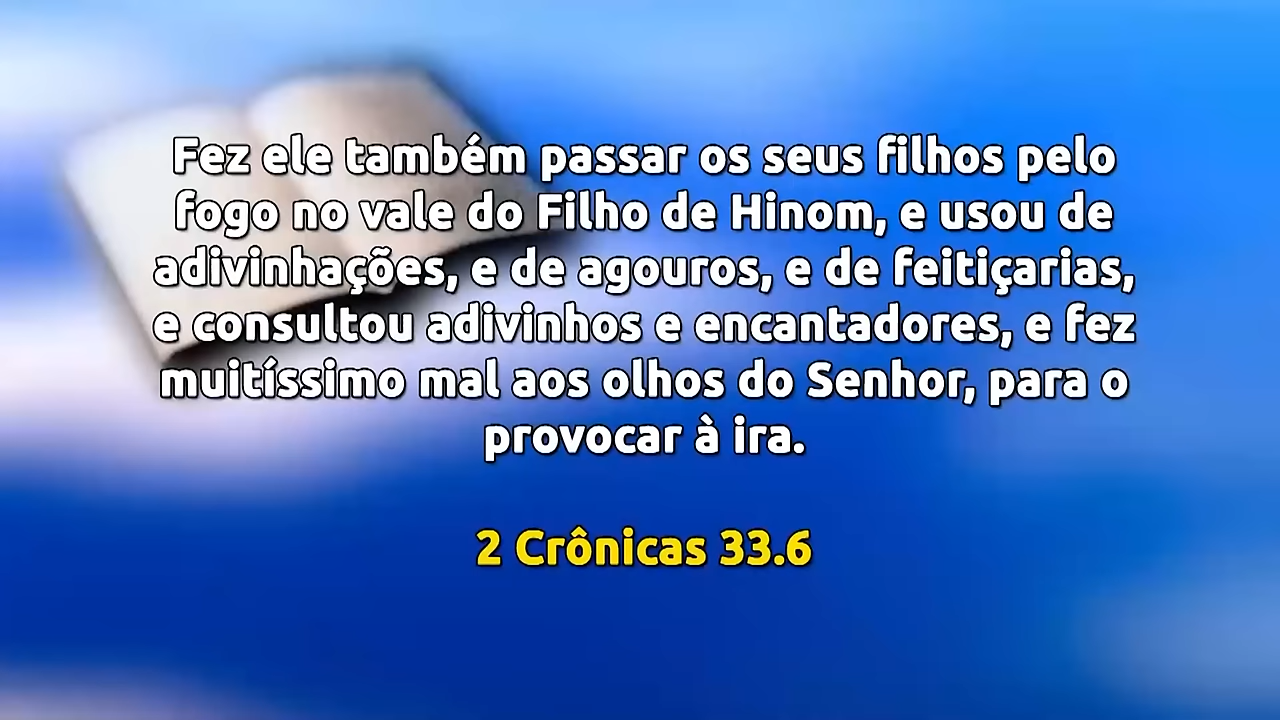 Fez ele também passar os seus filhos pelo
fogo no vale do Filho de Hinom, e usou de
adivinhações, e de agouros, e de feitiçarias,
e consultou adivinhos e encantadores, e fez
muitíssimo mal aos olhos do Senhor, para o
provocar à ira.
2 Crônicas 33.6